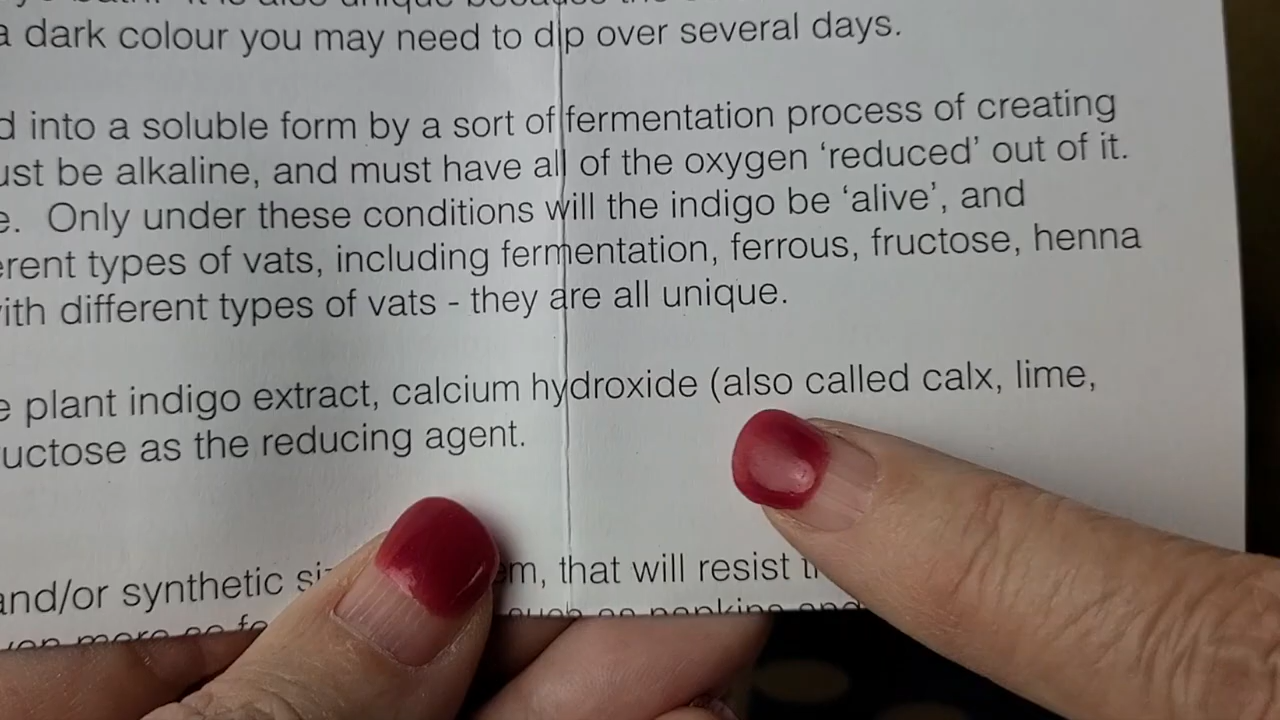 a dark colour you may need to dip over several days.
d into a soluble form by a sort of fermentation process of creating
ust be alkaline, and must have all of the oxygen ‘reduced’ out of it.
e. Only under these conditions will the indigo be ‘alive’, and
erent types of vats, including fermentation, ferrous, fructose, henna
with different types of vats - they are all unique.
e plant indigo extract, calcium hydroxide (also called calx, lime,
uctose as the reducing agent.
and/or synthetic si em, that will resist